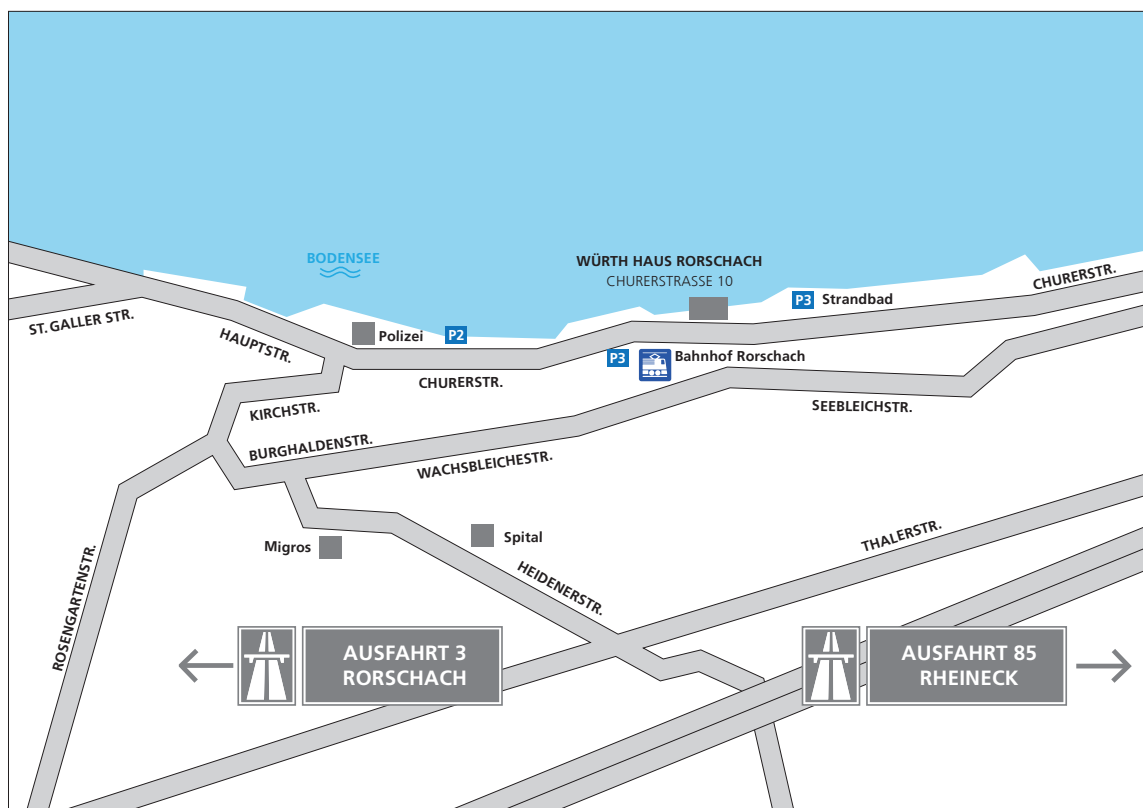 BODENSEE
WÜRTH HAUS RORSCHACH
CHURERSTRASSE 10
CHURERSTR.
P3 Strandbad
ST. GALLER STR.
HAUPTSTR.
Polizei P2
P3 Bahnhof Rorschach
CHURERSTR.
KIRCHSTR.
SEEBLEICHSTR.
BURGHALDENSTR.
WACHSBLEICHESTR.
Migros
Spital
THALERSTR.
HEIDENERSTR.
ROSENGARTENSTR.
AUSFAHRT 3
RORSCHACH
AUSFAHRT 85
RHEINECK